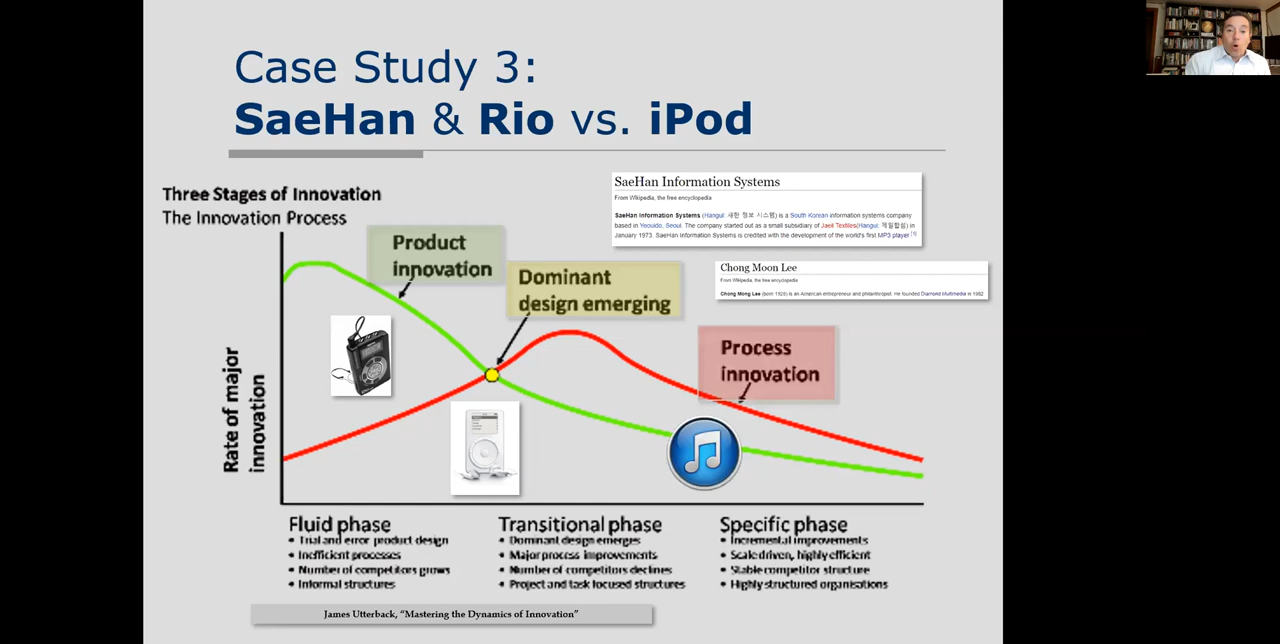 Case Study 3:
SaeHan & Rio vs. iPod
Three Stages of Innovation
The Innovation Process
SaeHan Information Systems
From Wikipedia, the free encyclopedia
SaeHan Information Systems (Hangul: 새한 정보 시스템) is a South Korean information systems company
based in Yeouido, Seoul. The company started out as a small subsidiary of Jaeil Textiles(Hangul: 제일합섬) in
January 1973. SaeHan Information Systems is credited with the development of the world's first MP3 player [1]
Chong Moon Lee
From Wikipedia, the free encyclopedia
Chong Moon Lee (born 1928) is an American entrepreneur and philanthropist. He founded Diamond Multimedia in 1982
Product
innovation
Dominant
design emerging
Process
innovation
Rate of major
innovation
Fluid phase
• Trial and error product design
• Inefficient processes
• Number of competitors grows
• Informal structures
Transitional phase
• Dominant design emerges
• Major process improvements
• Number of competitors declines
• Project and task focused structures
Specific phase
• Incremental improvements
• Scale driven, highly efficient
• Stable competitor structure
• Highly structured organisations
James Utterback, "Mastering the Dynamics of Innovation"